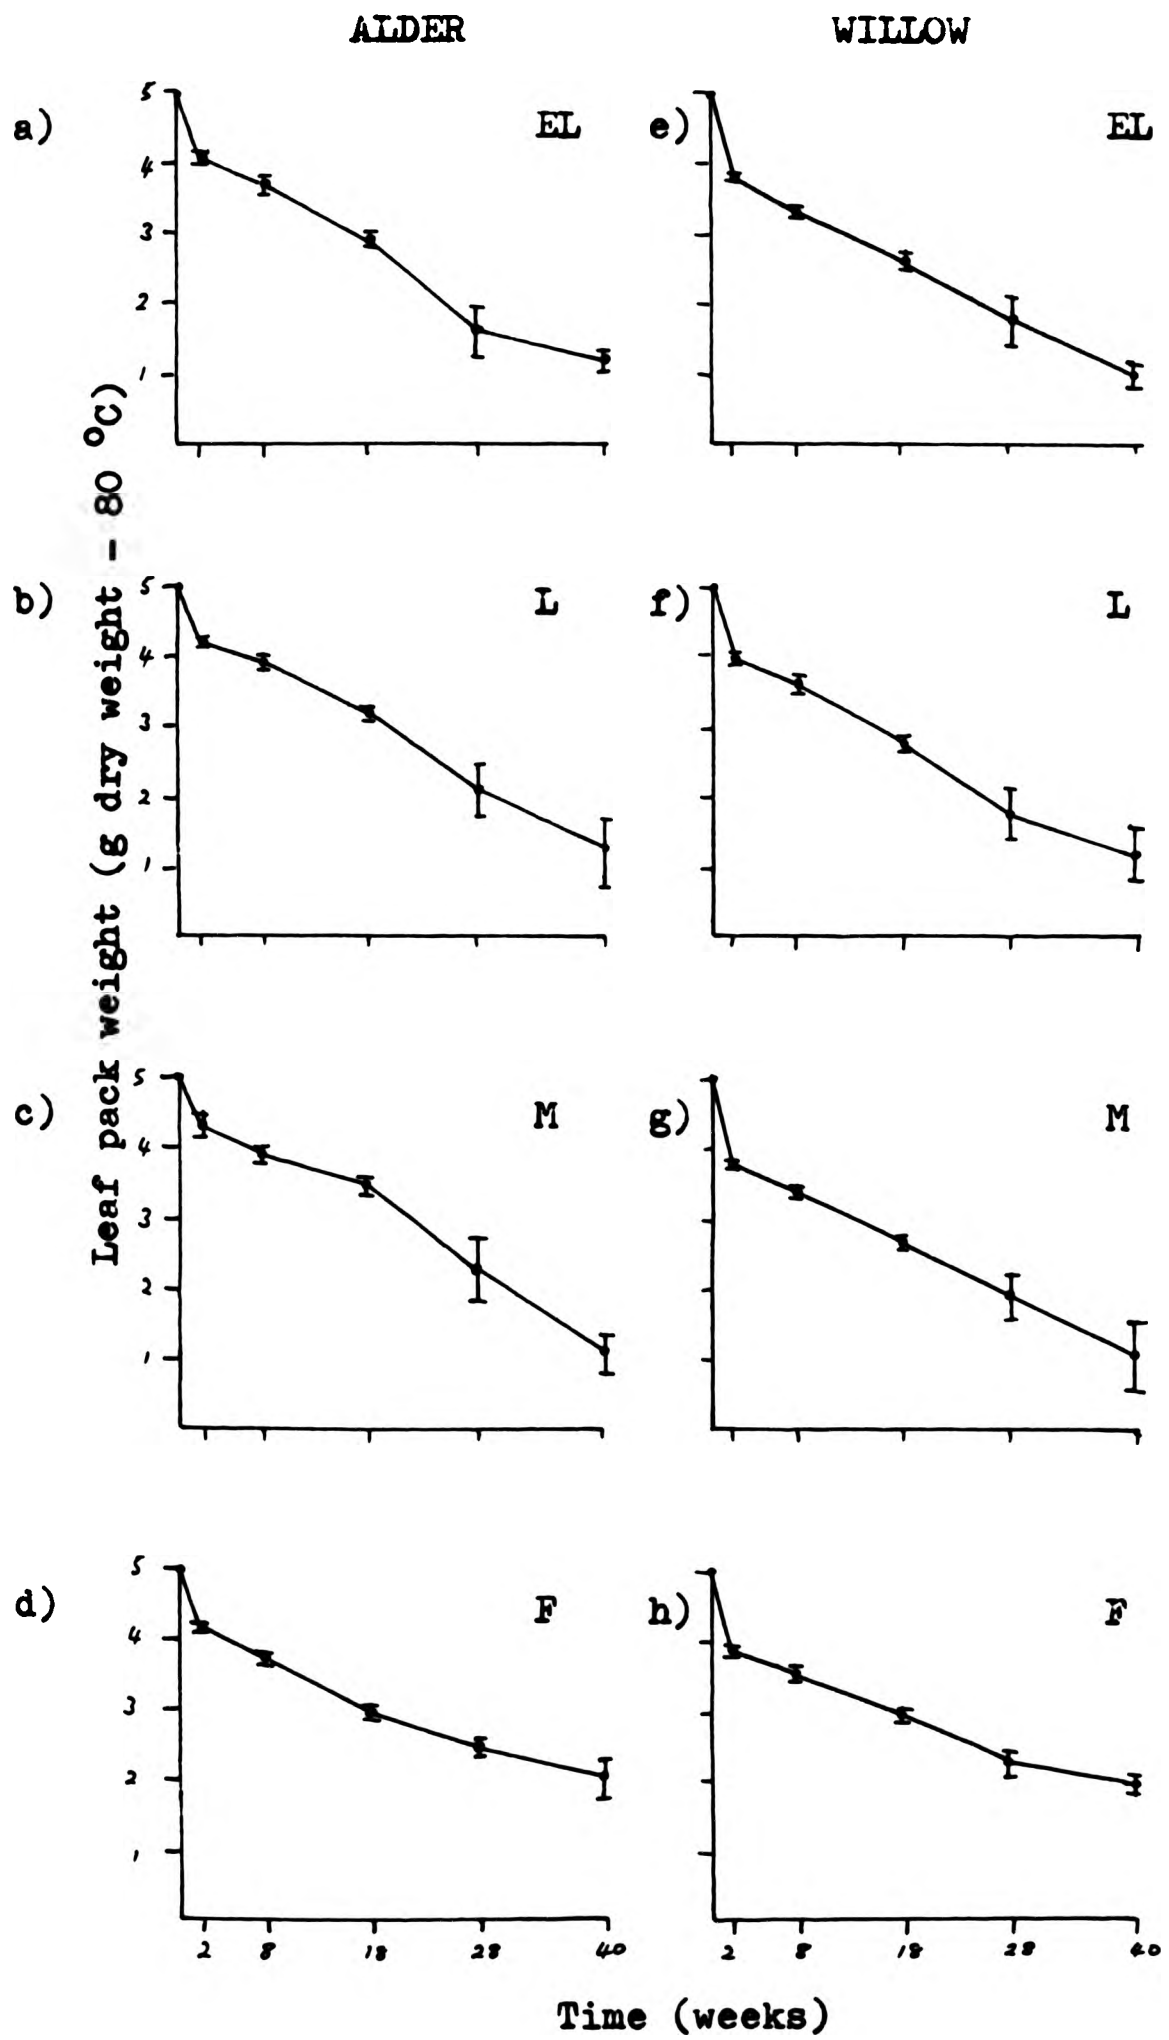 ALDER WILLOW
a) 5 4 3 2 1 EL
e) EL
b) 5 4 3 2 1 L
f) L
c) 5 4 3 2 1 M
g) M
d) 5 4 3 2 1 F
h) F
2 8 18 28 40 2 8 18 28 40
Leaf pack weight (g dry weight - 80 °C)
Time (weeks)